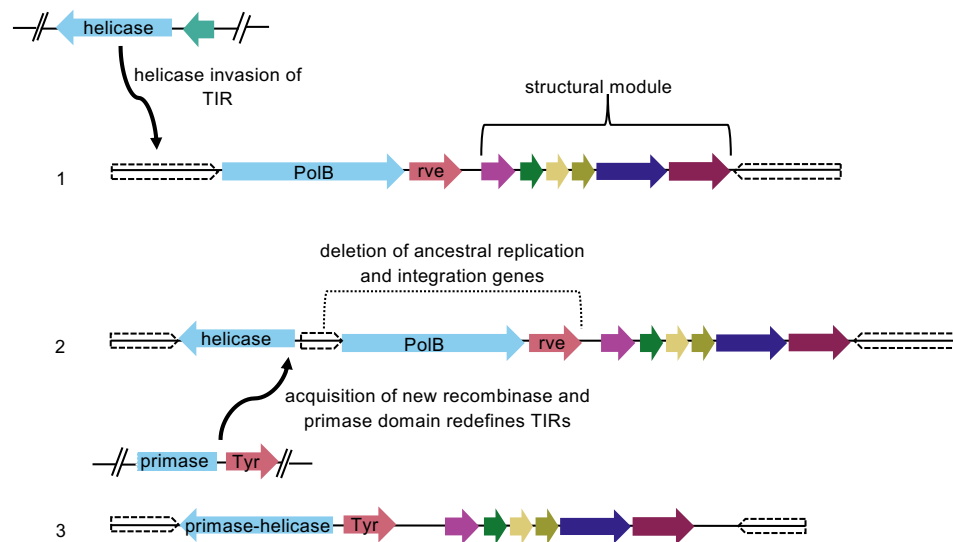 helicase
helicase invasion of
TIR
structural module
1
PolB
rve
deletion of ancestral replication
and integration genes
2
helicase
PolB
rve
acquisition of new recombinase and
primase domain redefines TIRs
primase
Tyr
3
primase-helicase
Tyr